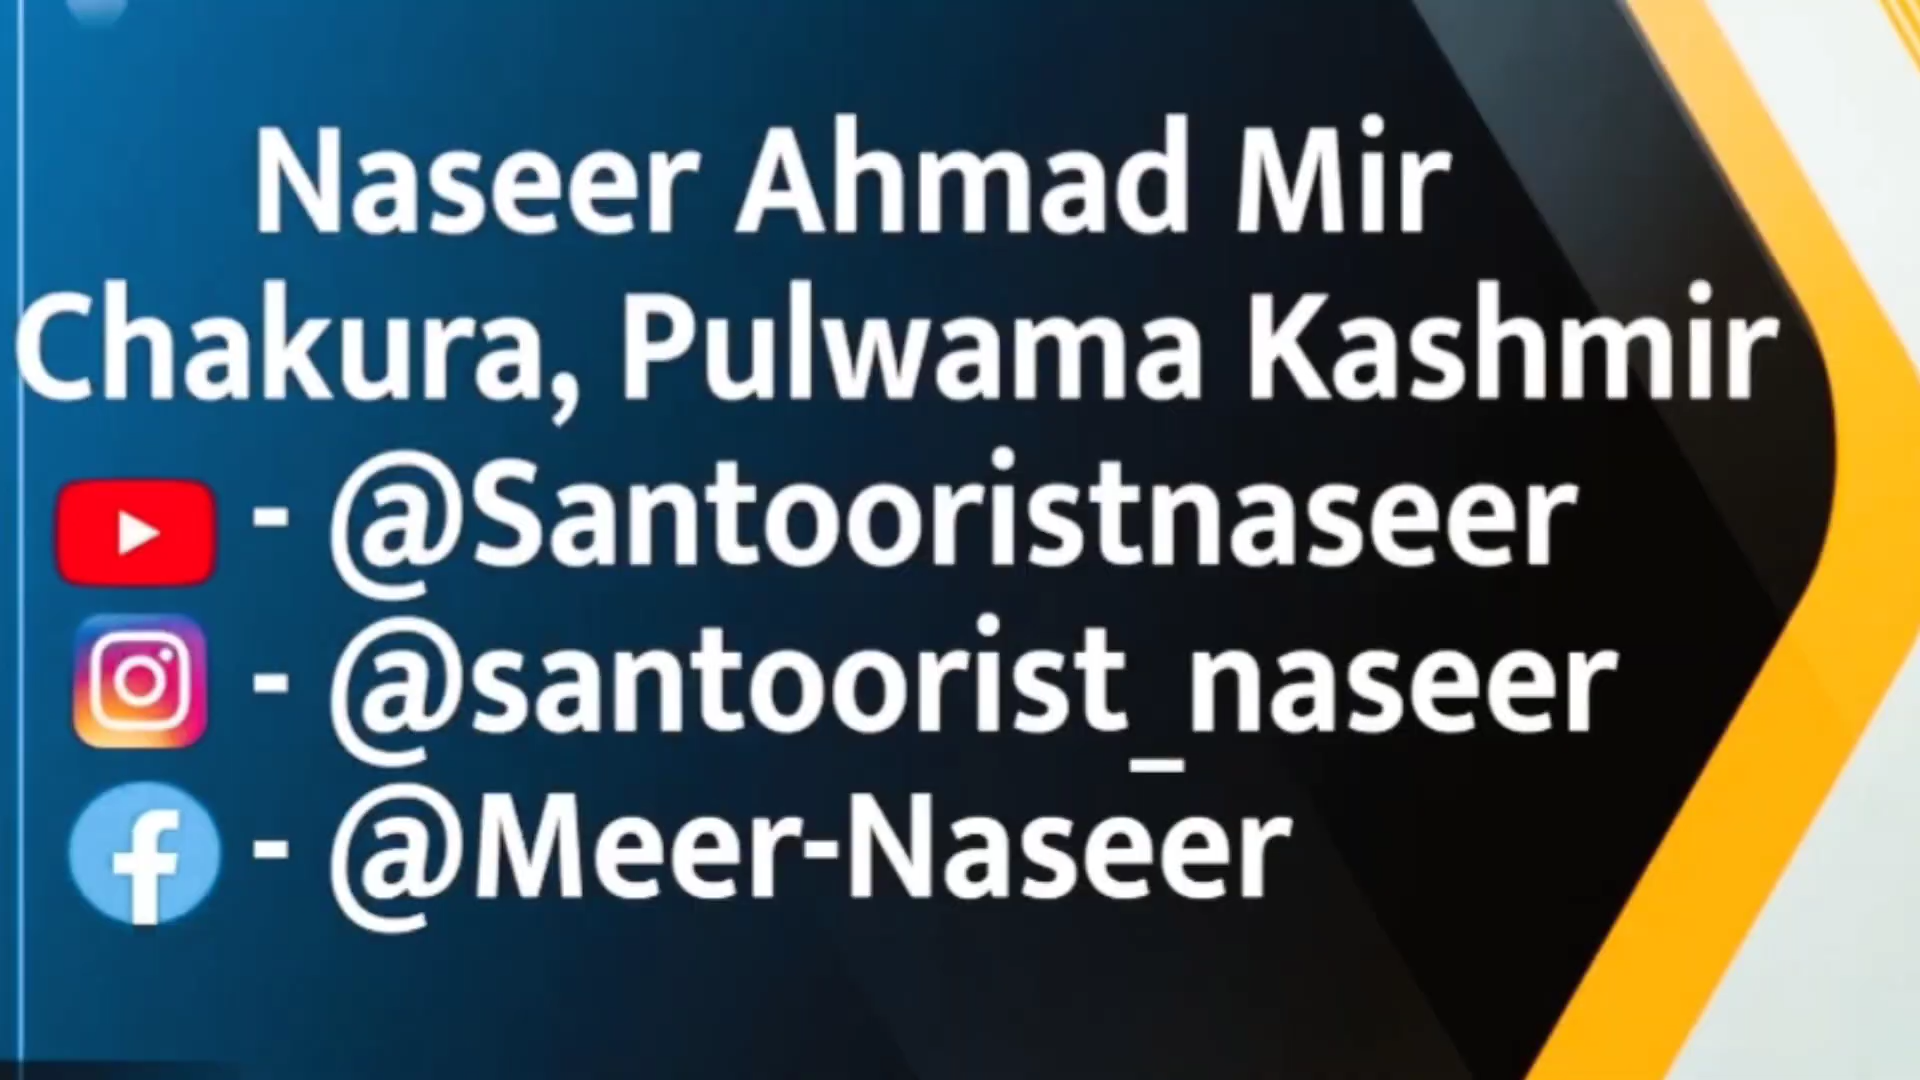 Naseer Ahmad Mir
Chakura, Pulwama Kashmir
- @Santooristnaseer
- @santoorist_naseer
- @Meer-Naseer